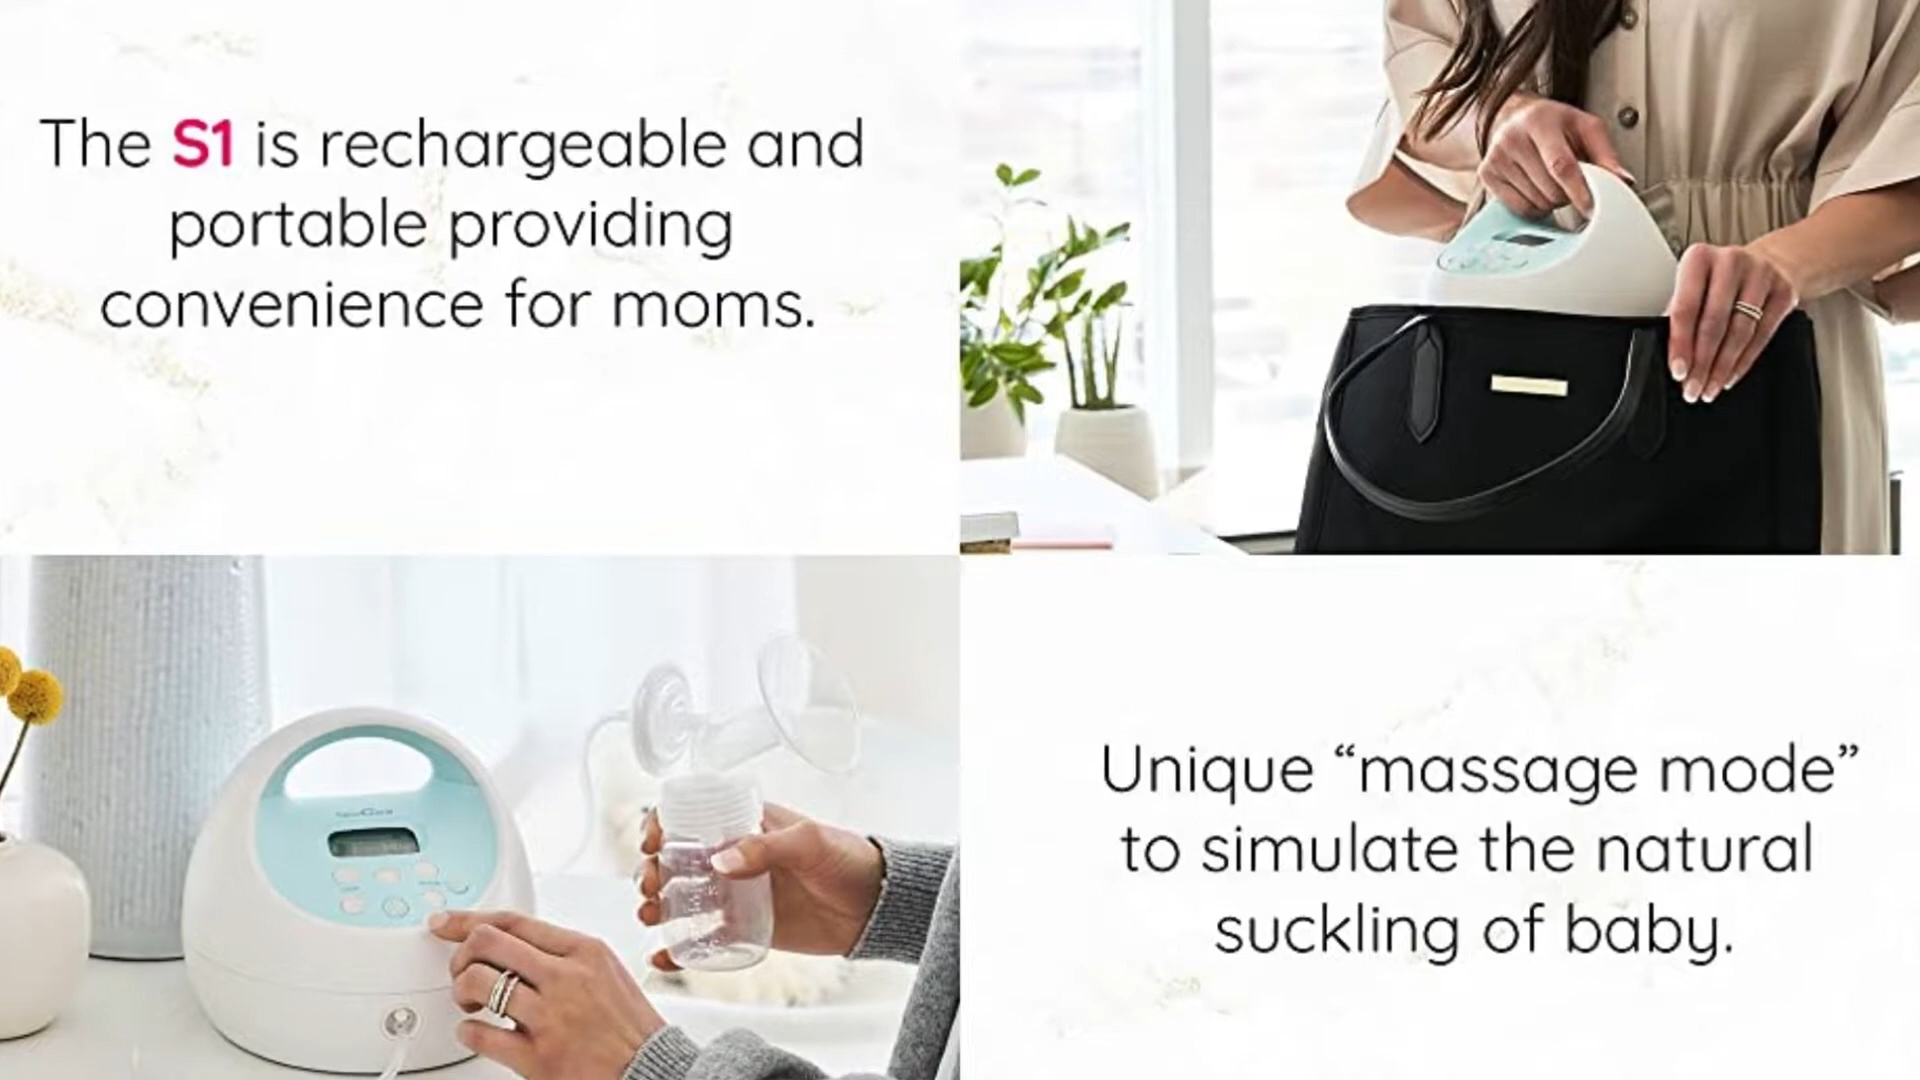 The S1 is rechargeable and
portable providing
convenience for moms.
Unique “massage mode”
to simulate the natural
suckling of baby.